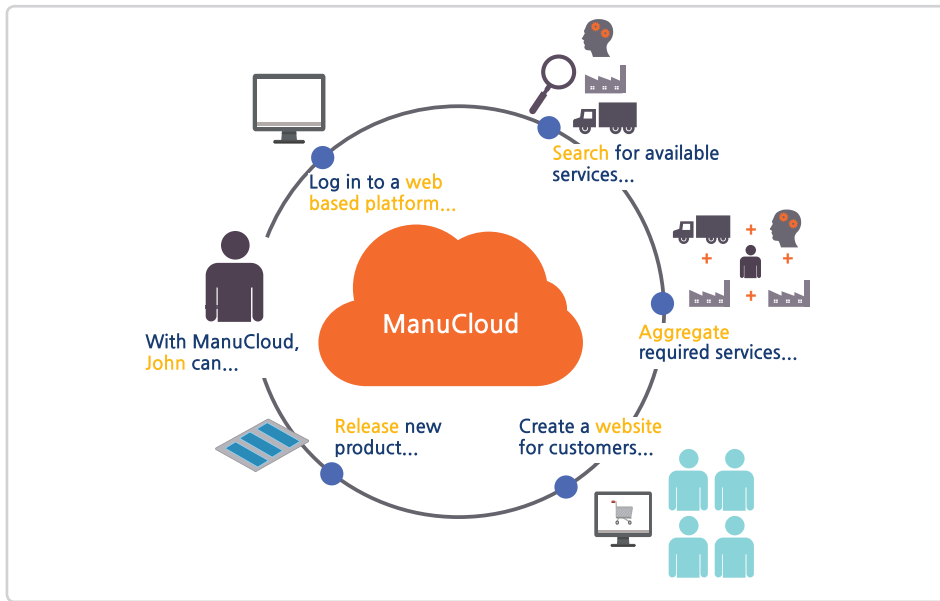 With ManuCloud,
John can...
Log in to a web
based platform...
Search for available
services...
Aggregate
required services...
Create a website
for customers...
Release new
product...
ManuCloud